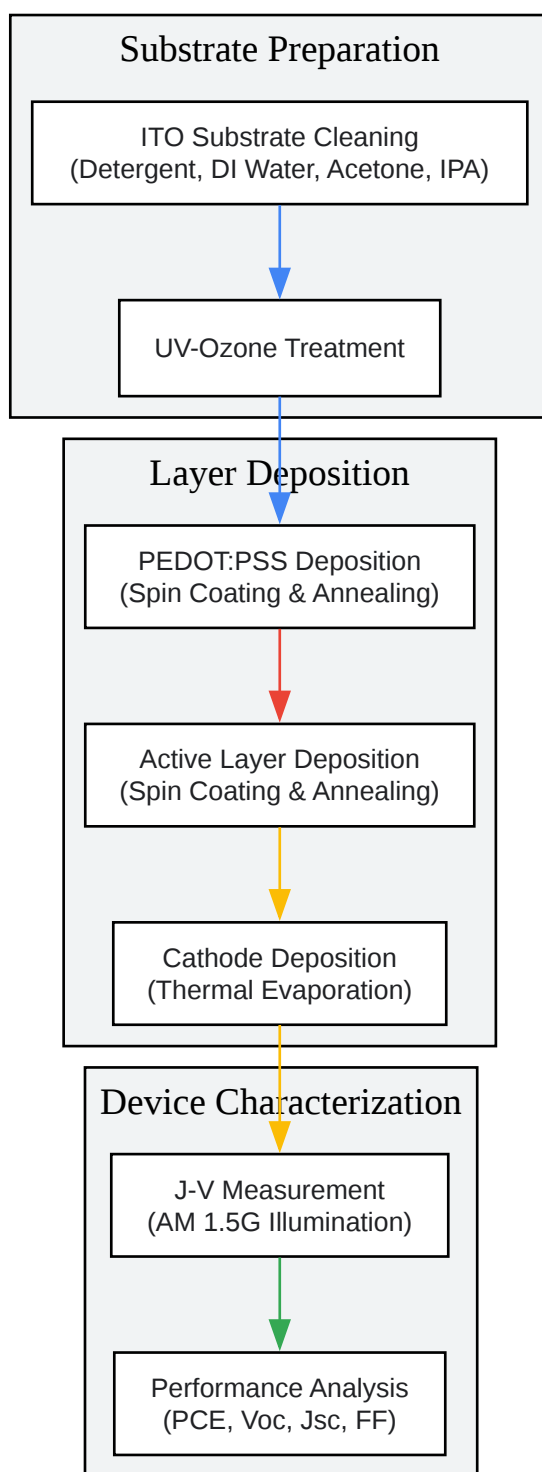 Substrate Preparation
ITO Substrate Cleaning
(Detergent, DI Water, Acetone, IPA)
UV-Ozone Treatment
Layer Deposition
PEDOT:PSS Deposition
(Spin Coating & Annealing)
Active Layer Deposition
(Spin Coating & Annealing)
Cathode Deposition
(Thermal Evaporation)
Device Characterization
J-V Measurement
(AM 1.5G Illumination)
Performance Analysis
(PCE, Voc, Jsc, FF)